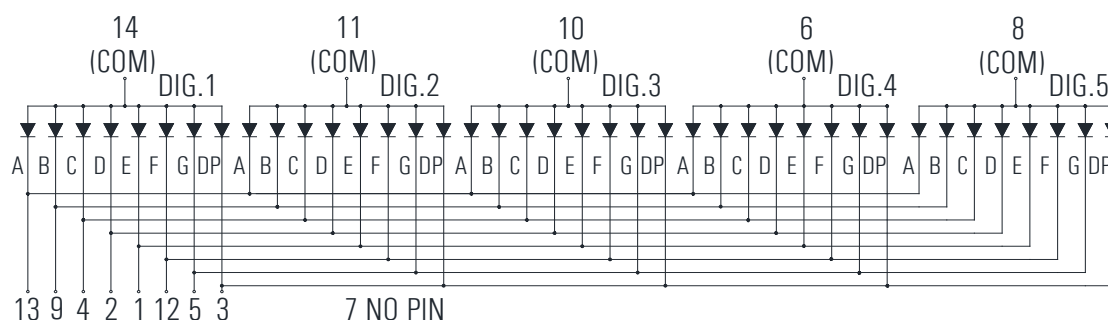 14 11 10 6 8
(COM) (COM) (COM) (COM) (COM)
DIG.1 DIG.2 DIG.3 DIG.4 DIG.5
A B C D E F G DP A B C D E F G DP A B C D E F G DP A B C D E F G DP A B C D E F G DP
13 9 4 2 1 12 5 3 7 NO PIN